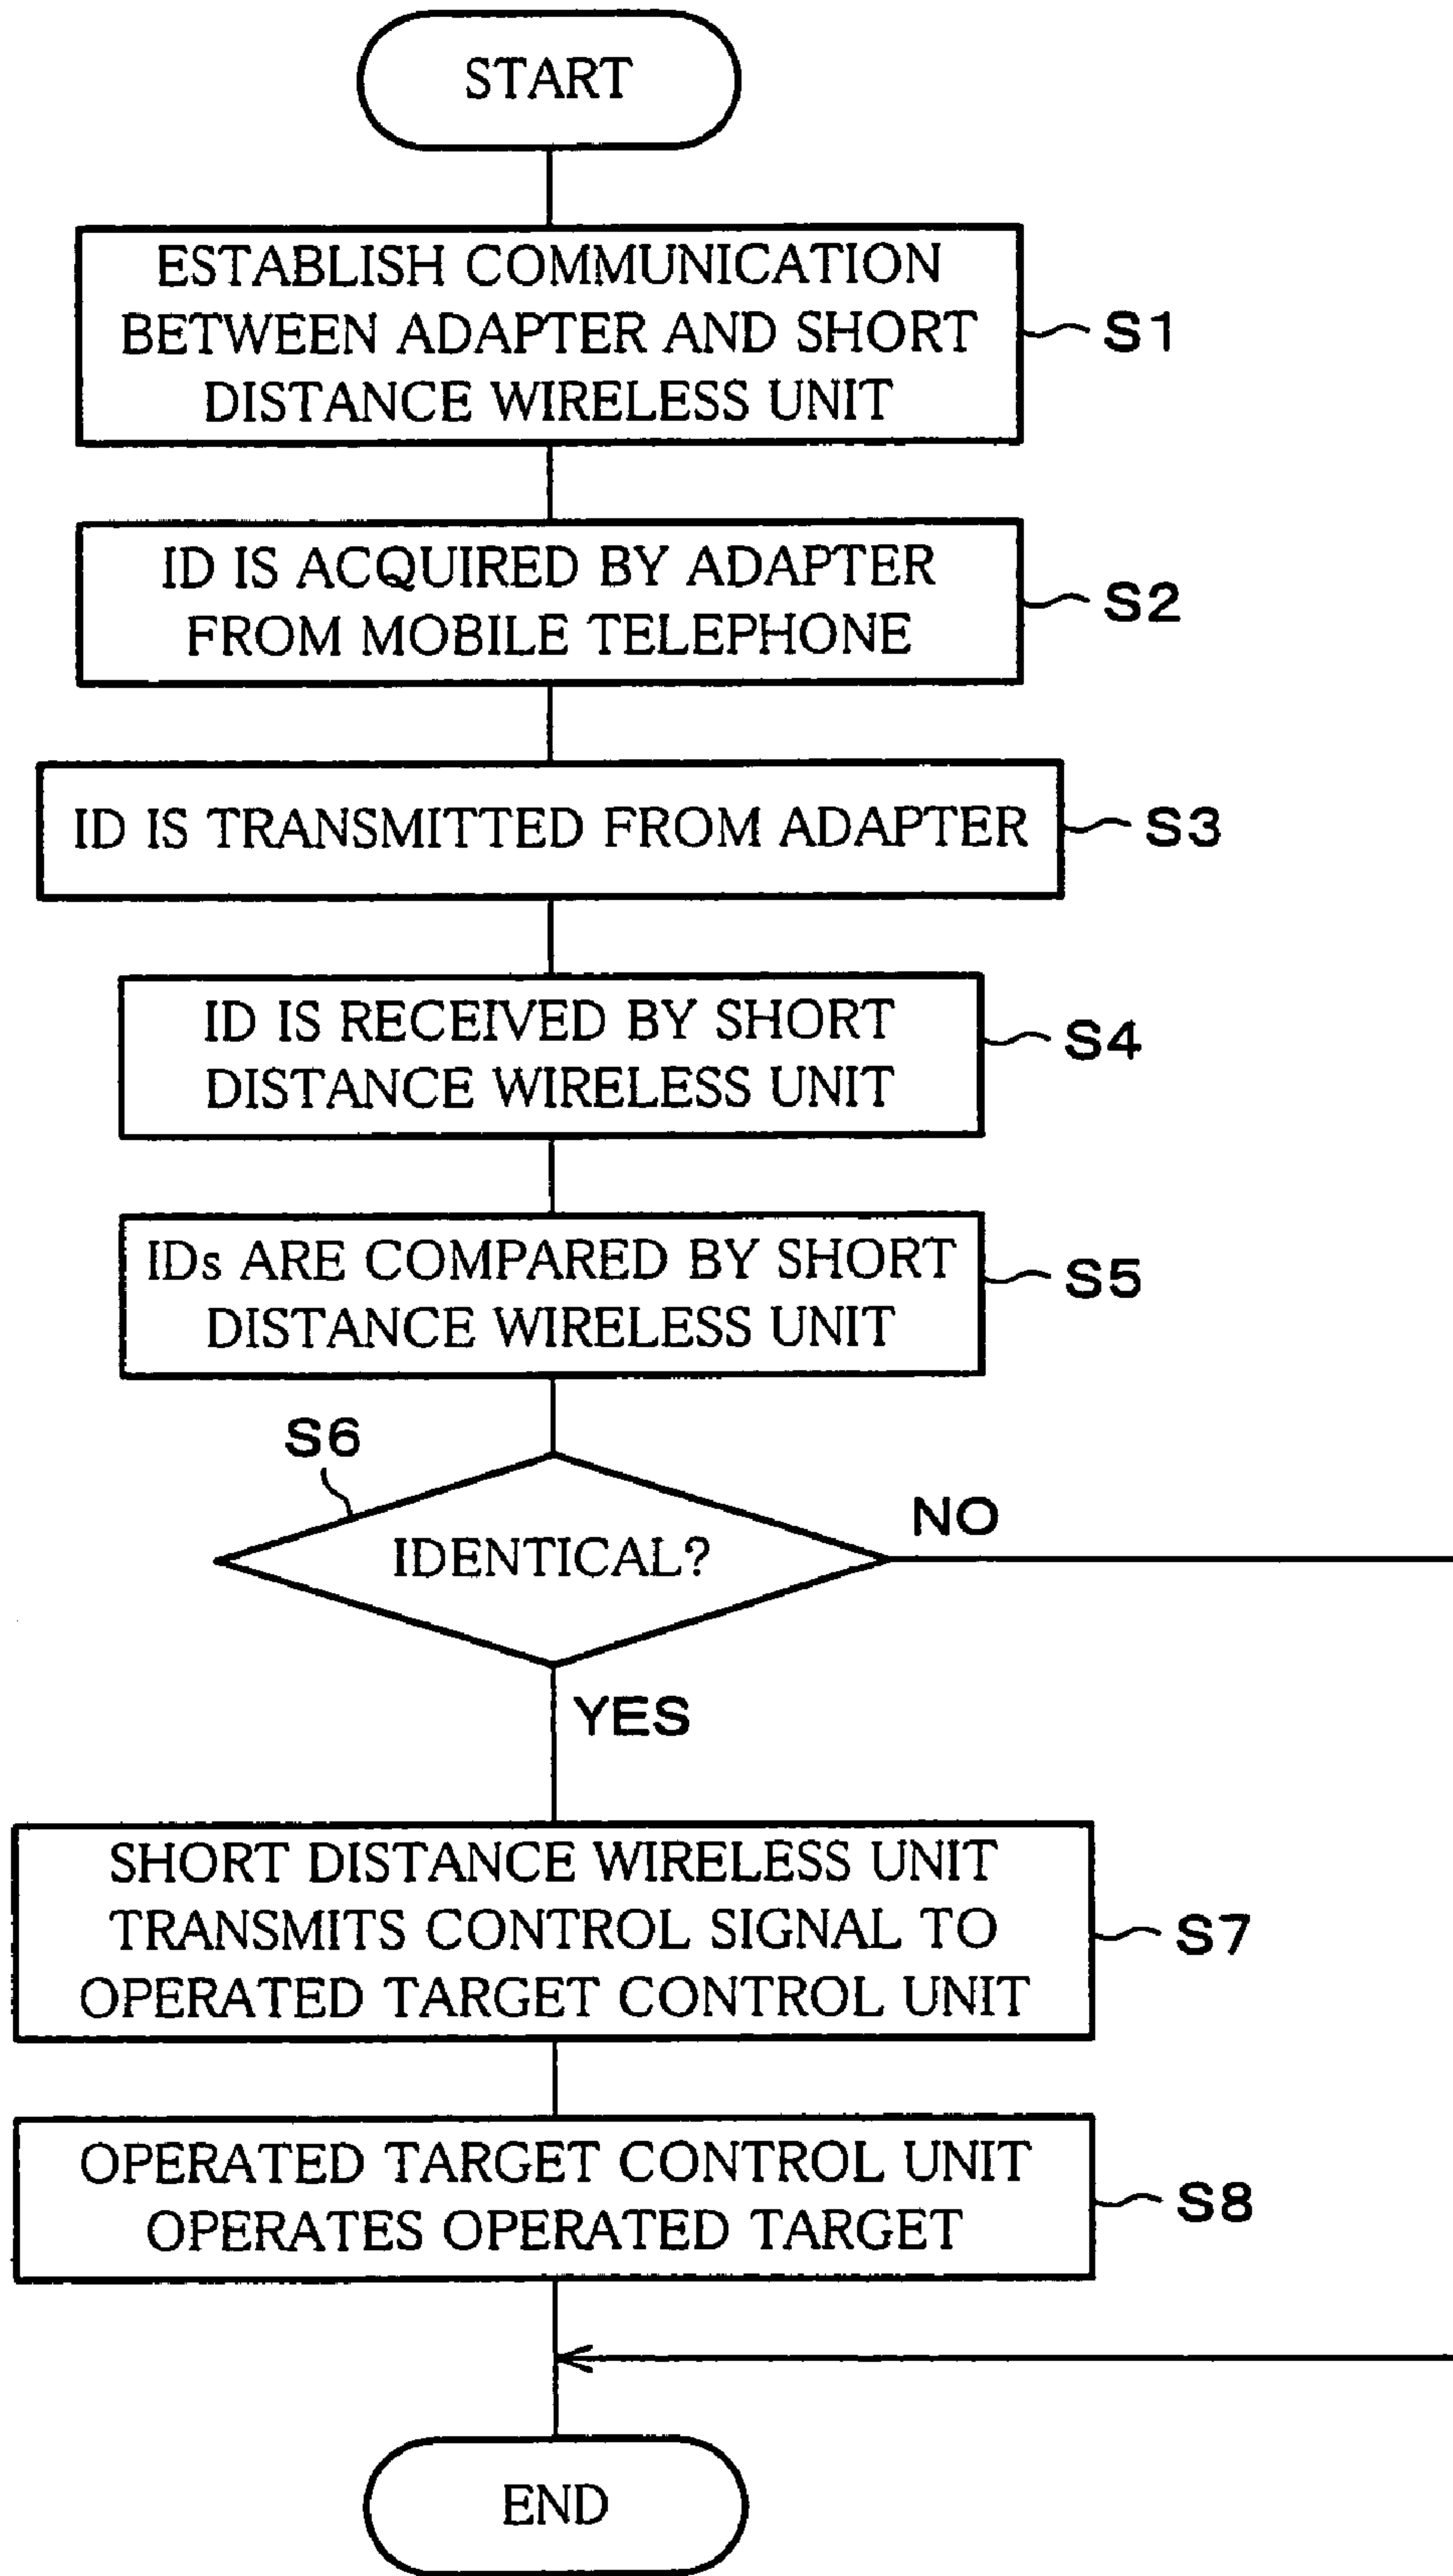 START
ESTABLISH COMMUNICATION
BETWEEN ADAPTER AND SHORT
DISTANCE WIRELESS UNIT
S1
ID IS ACQUIRED BY ADAPTER
FROM MOBILE TELEPHONE
S2
ID IS TRANSMITTED FROM ADAPTER
S3
ID IS RECEIVED BY SHORT
DISTANCE WIRELESS UNIT
S4
IDs ARE COMPARED BY SHORT
DISTANCE WIRELESS UNIT
S5
S6
IDENTICAL?
NO
YES
SHORT DISTANCE WIRELESS UNIT
TRANSMITS CONTROL SIGNAL TO
OPERATED TARGET CONTROL UNIT
S7
OPERATED TARGET CONTROL UNIT
OPERATES OPERATED TARGET
S8
END